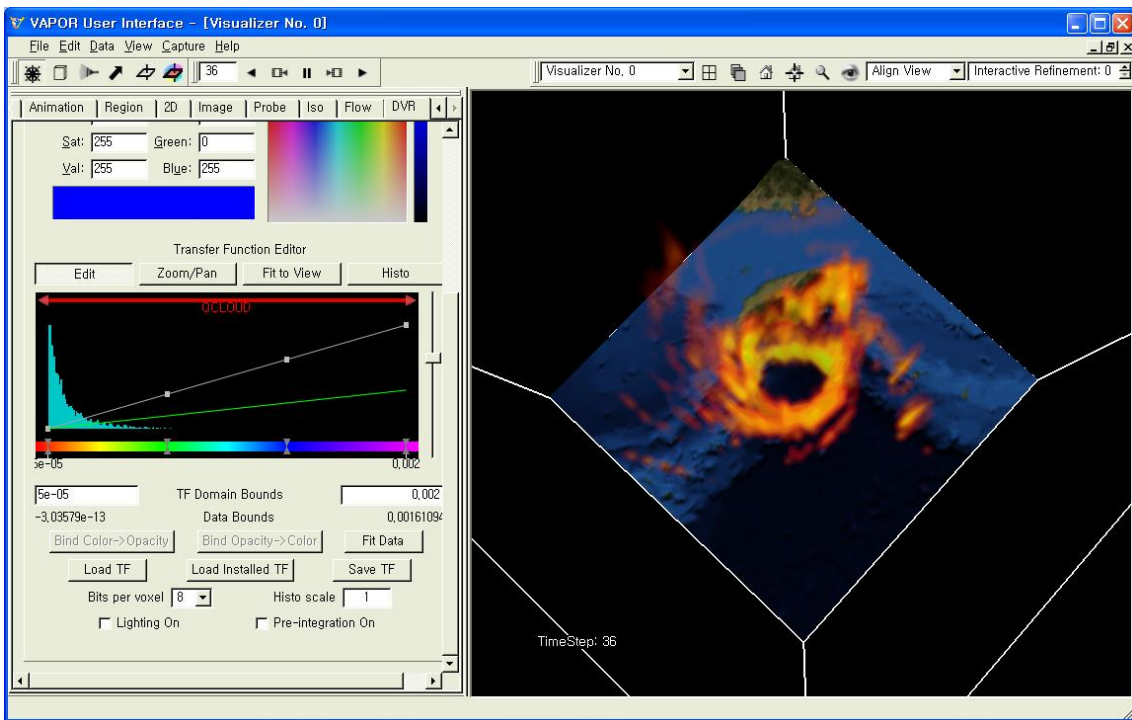 VAPOR User Interface - [Visualizer No. 0]
File Edit Data View Capture Help
36 Visualizer No. 0 Align View Interactive Refinement: 0
Animation Region 2D Image Probe Iso Flow DVR
Sat: 255 Green: 0
Val: 255 Blue: 255
Transfer Function Editor
Edit Zoom/Pan Fit to View Histo
QCLOUD
5e-05 0,002
5e-05 TF Domain Bounds 0,002
-3,03579e-13 Data Bounds 0,00161094
Bind Color->Opacity Bind Opacity->Color Fit Data
Load TF Load Installed TF Save TF
Bits per voxel 8 Histo scale 1
Lighting On Pre-integration On
TimeStep: 36